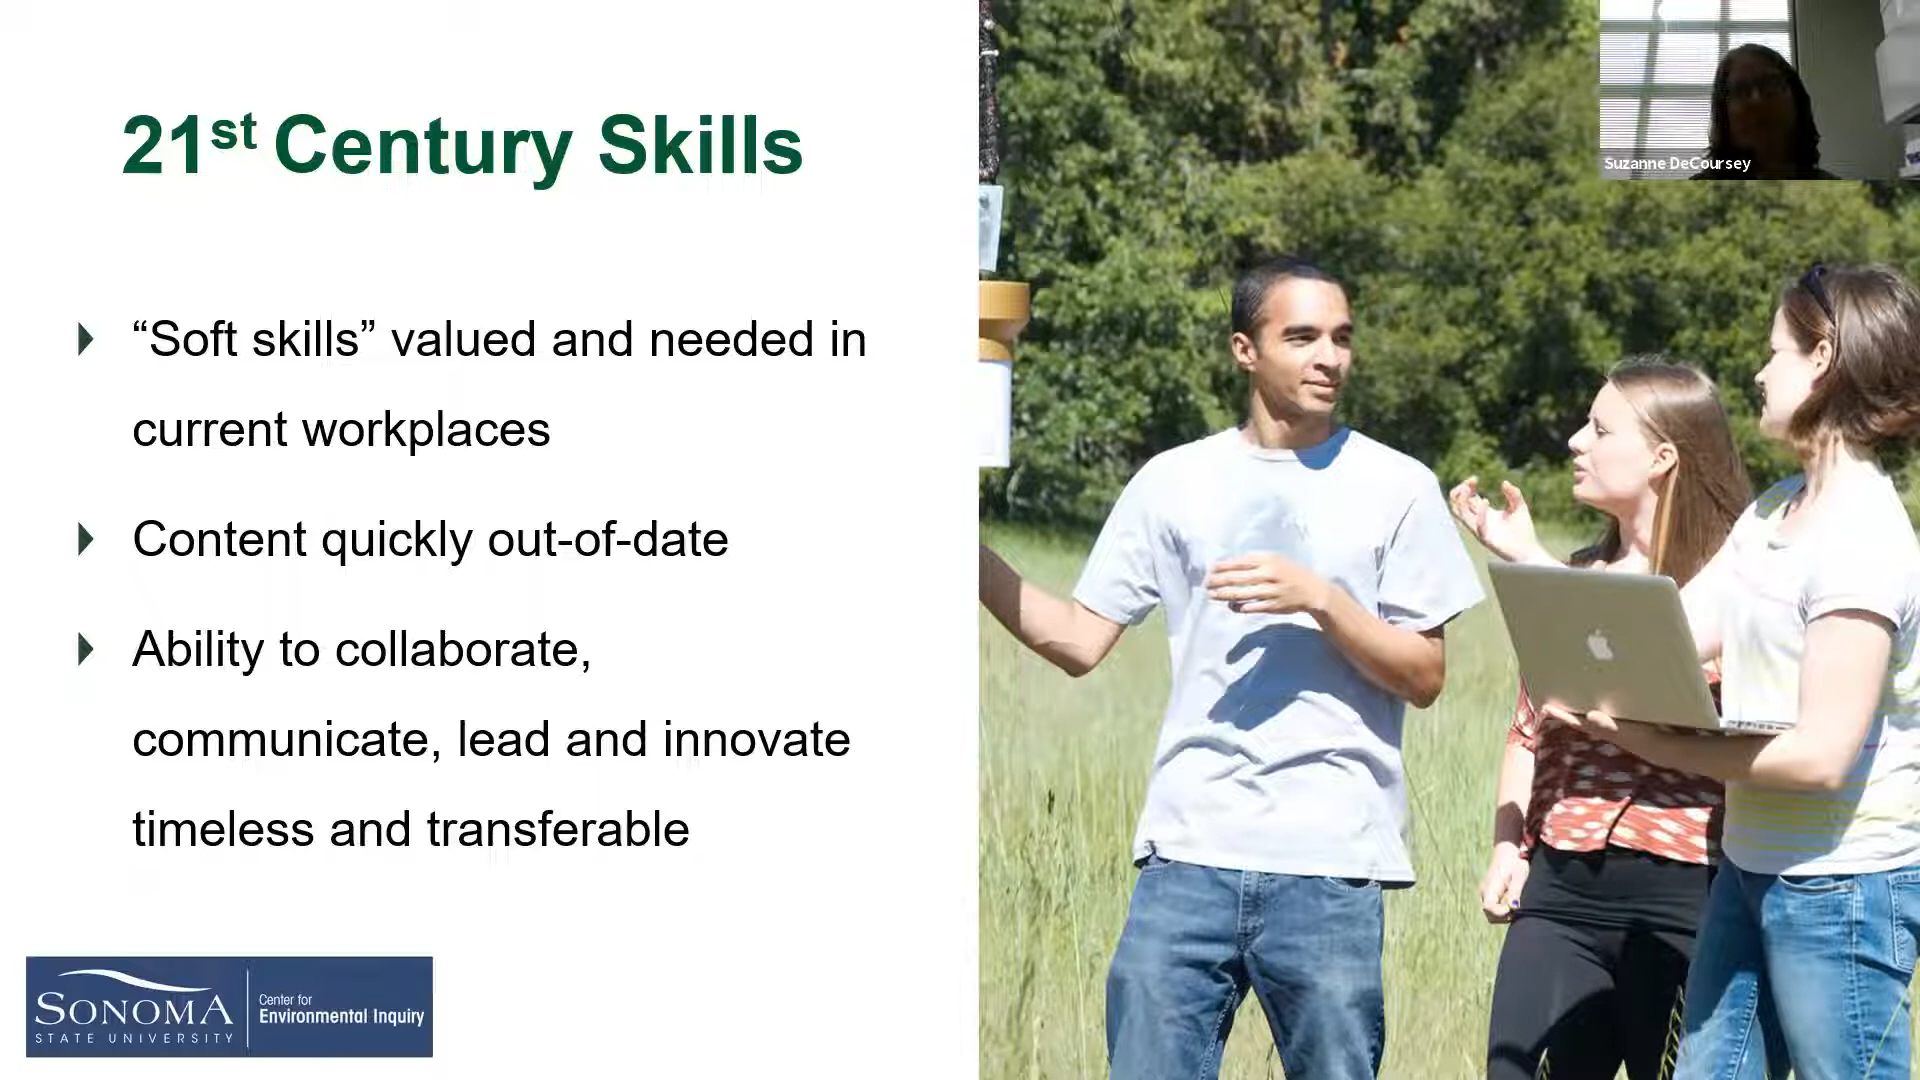 21st Century Skills
“Soft skills” valued and needed in
current workplaces
Content quickly out-of-date
Ability to collaborate,
communicate, lead and innovate
timeless and transferable
SONOMA
STATE UNIVERSITY
Center for
Environmental Inquiry
Suzanne DeCoursey